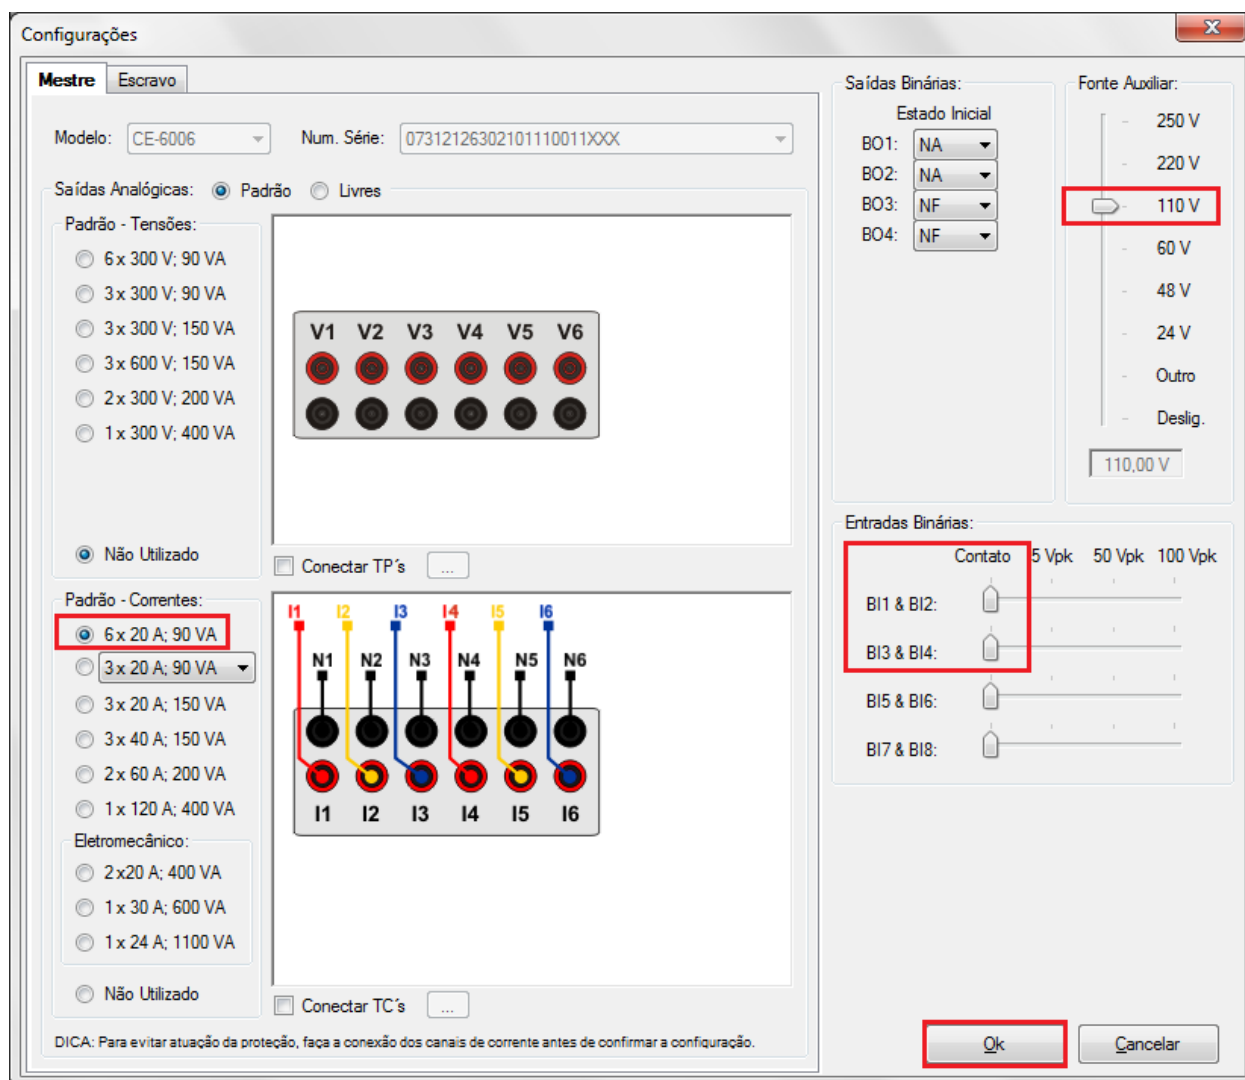 Configurações
Mestre Escravo
Modelo: CE-6006 Num. Série: 07312126302101110011XXX
Saídas Analógicas: Padrão Livres
Padrão - Tensões:
6 x 300 V; 90 VA
3 x 300 V; 90 VA
3 x 300 V; 150 VA
3 x 600 V; 150 VA
2 x 300 V; 200 VA
1 x 300 V; 400 VA
Não Utilizado
V1 V2 V3 V4 V5 V6
Conectar TP´s ...
Padrão - Correntes:
6 x 20 A; 90 VA
3 x 20 A; 90 VA
3 x 20 A; 150 VA
3 x 40 A; 150 VA
2 x 60 A; 200 VA
1 x 120 A; 400 VA
Eletromecânico:
2 x20 A; 400 VA
1 x 30 A; 600 VA
1 x 24 A; 1100 VA
Não Utilizado
I1 I2 I3 I4 I5 I6
N1 N2 N3 N4 N5 N6
I1 I2 I3 I4 I5 I6
Conectar TC´s ...
DICA: Para evitar atuação da proteção, faça a conexão dos canais de corrente antes de confirmar a configuração.
Saídas Binárias:
Estado Inicial
BO1: NA
BO2: NA
BO3: NF
BO4: NF
Fonte Auxiliar:
250 V
220 V
110 V
60 V
48 V
24 V
Outro
Deslig.
110,00 V
Entradas Binárias:
Contato 5 Vpk 50 Vpk 100 Vpk
BI1 & BI2:
BI3 & BI4:
BI5 & BI6:
BI7 & BI8:
Ok Cancelar